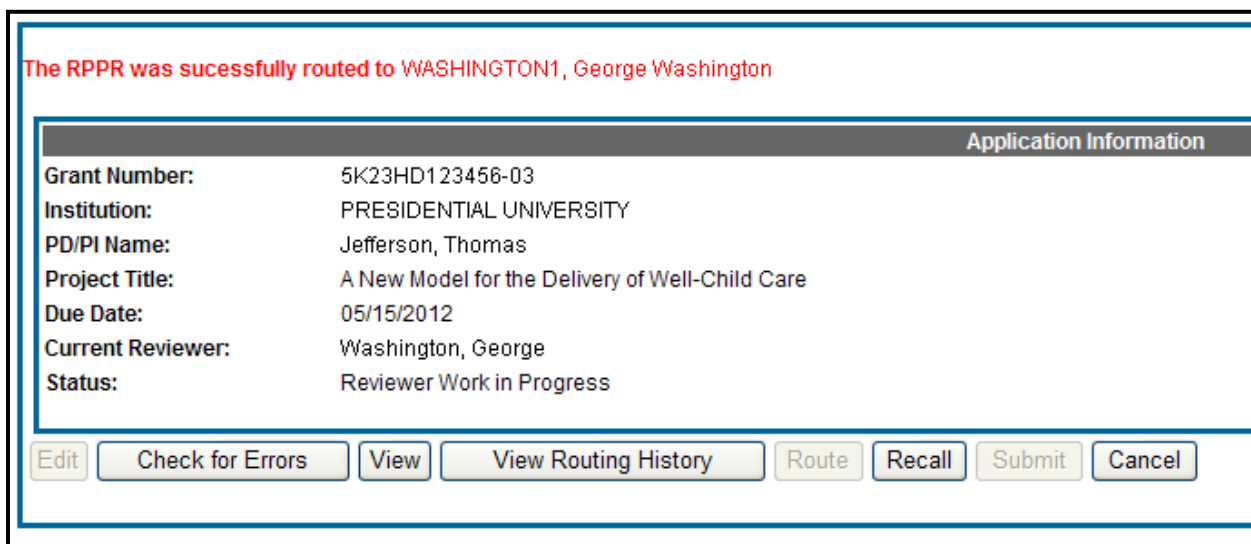 The RPPR was sucessfully routed to WASHINGTON1, George Washington
Application Information
Grant Number: 5K23HD123456-03
Institution: PRESIDENTIAL UNIVERSITY
PD/PI Name: Jefferson, Thomas
Project Title: A New Model for the Delivery of Well-Child Care
Due Date: 05/15/2012
Current Reviewer: Washington, George
Status: Reviewer Work in Progress
Edit Check for Errors View View Routing History Route Recall Submit Cancel